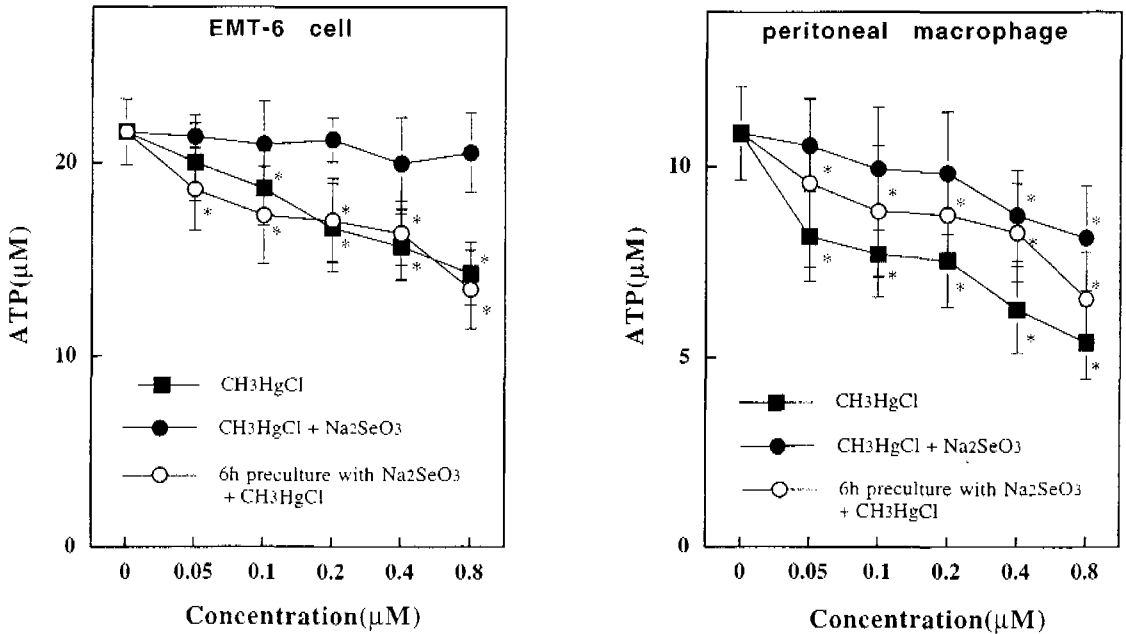 EMT-6 cell
ATP(μM)
20
10
0
CH3HgCl
CH3HgCl + Na2SeO3
6h preculture with Na2SeO3
+ CH3HgCl
0 0.05 0.1 0.2 0.4 0.8
Concentration(μM)
peritoneal macrophage
ATP(μM)
10
5
0
CH3HgCl
CH3HgCl + Na2SeO3
6h preculture with Na2SeO3
+ CH3HgCl
0 0.05 0.1 0.2 0.4 0.8
Concentration(μM)